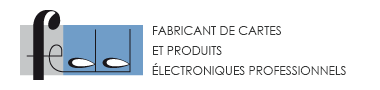 fedd
FABRICANT DE CARTES
ET PRODUITS
ÉLECTRONIQUES PROFESSIONNELS